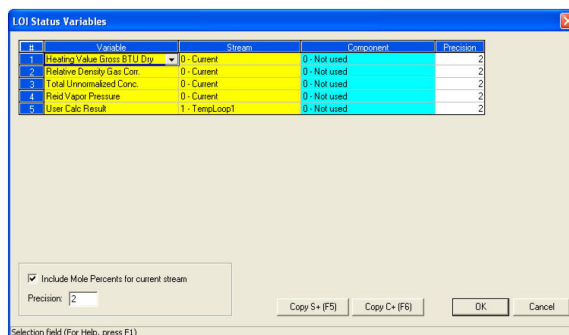 LOI Status Variables
# Variable Stream Component Precision
1 Heating Value Gross BTU Dry 0 - Current 0 - Not used 2
2 Relative Density Gas Corr. 0 - Current 0 - Not used 2
3 Total Unnormalized Conc. 0 - Current 0 - Not used 2
4 Reid Vapor Pressure 0 - Current 0 - Not used 2
5 User Calc Result 1 - TempLoop1 0 - Not used 2
Include Mole Percents for current stream
Precision: 2
Copy S+ (F5) Copy C+ (F6) OK Cancel
Selection field (For Help, press F1)